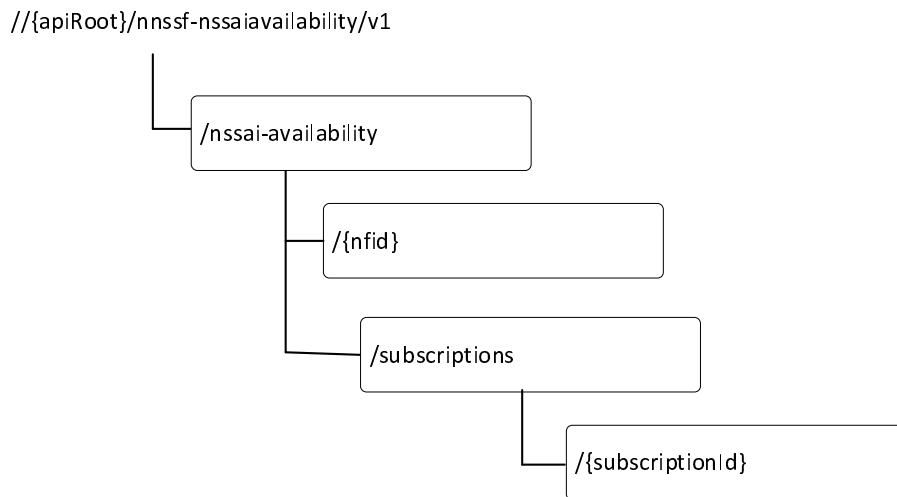 //{apiRoot}/nnssf-nssaiavailability/v1
/nssai-availability
/{nfid}
/subscriptions
/{subscriptionId}